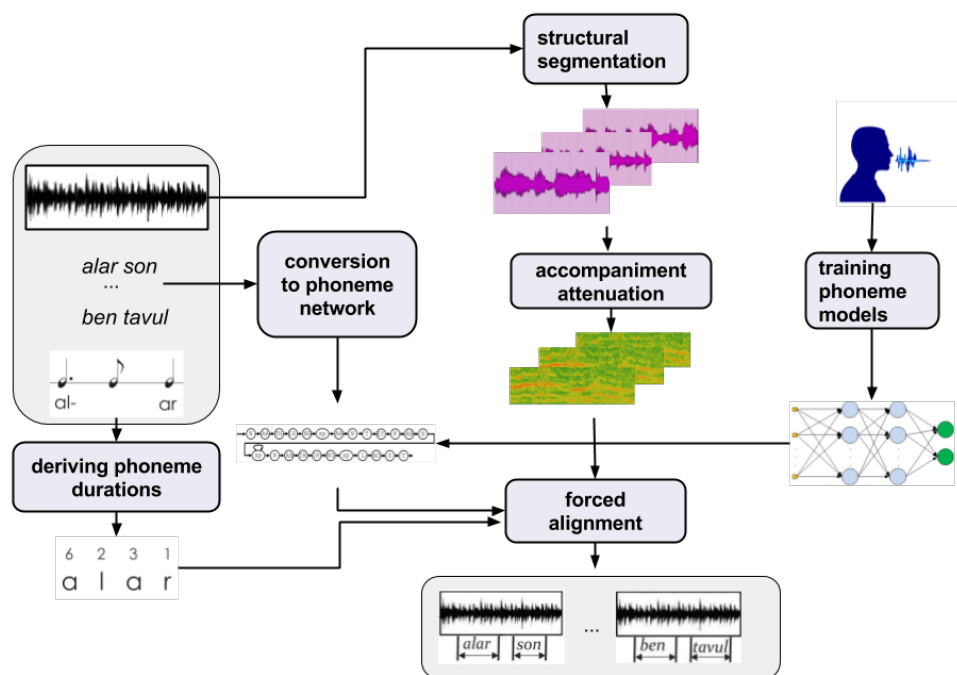 structural
segmentation
alar son
...
ben tavul
al- ar
conversion
to phoneme
network
accompaniment
attenuation
training
phoneme
models
deriving phoneme
durations
6 2 3 1
a l a r
forced
alignment
...
alar son
ben tavul